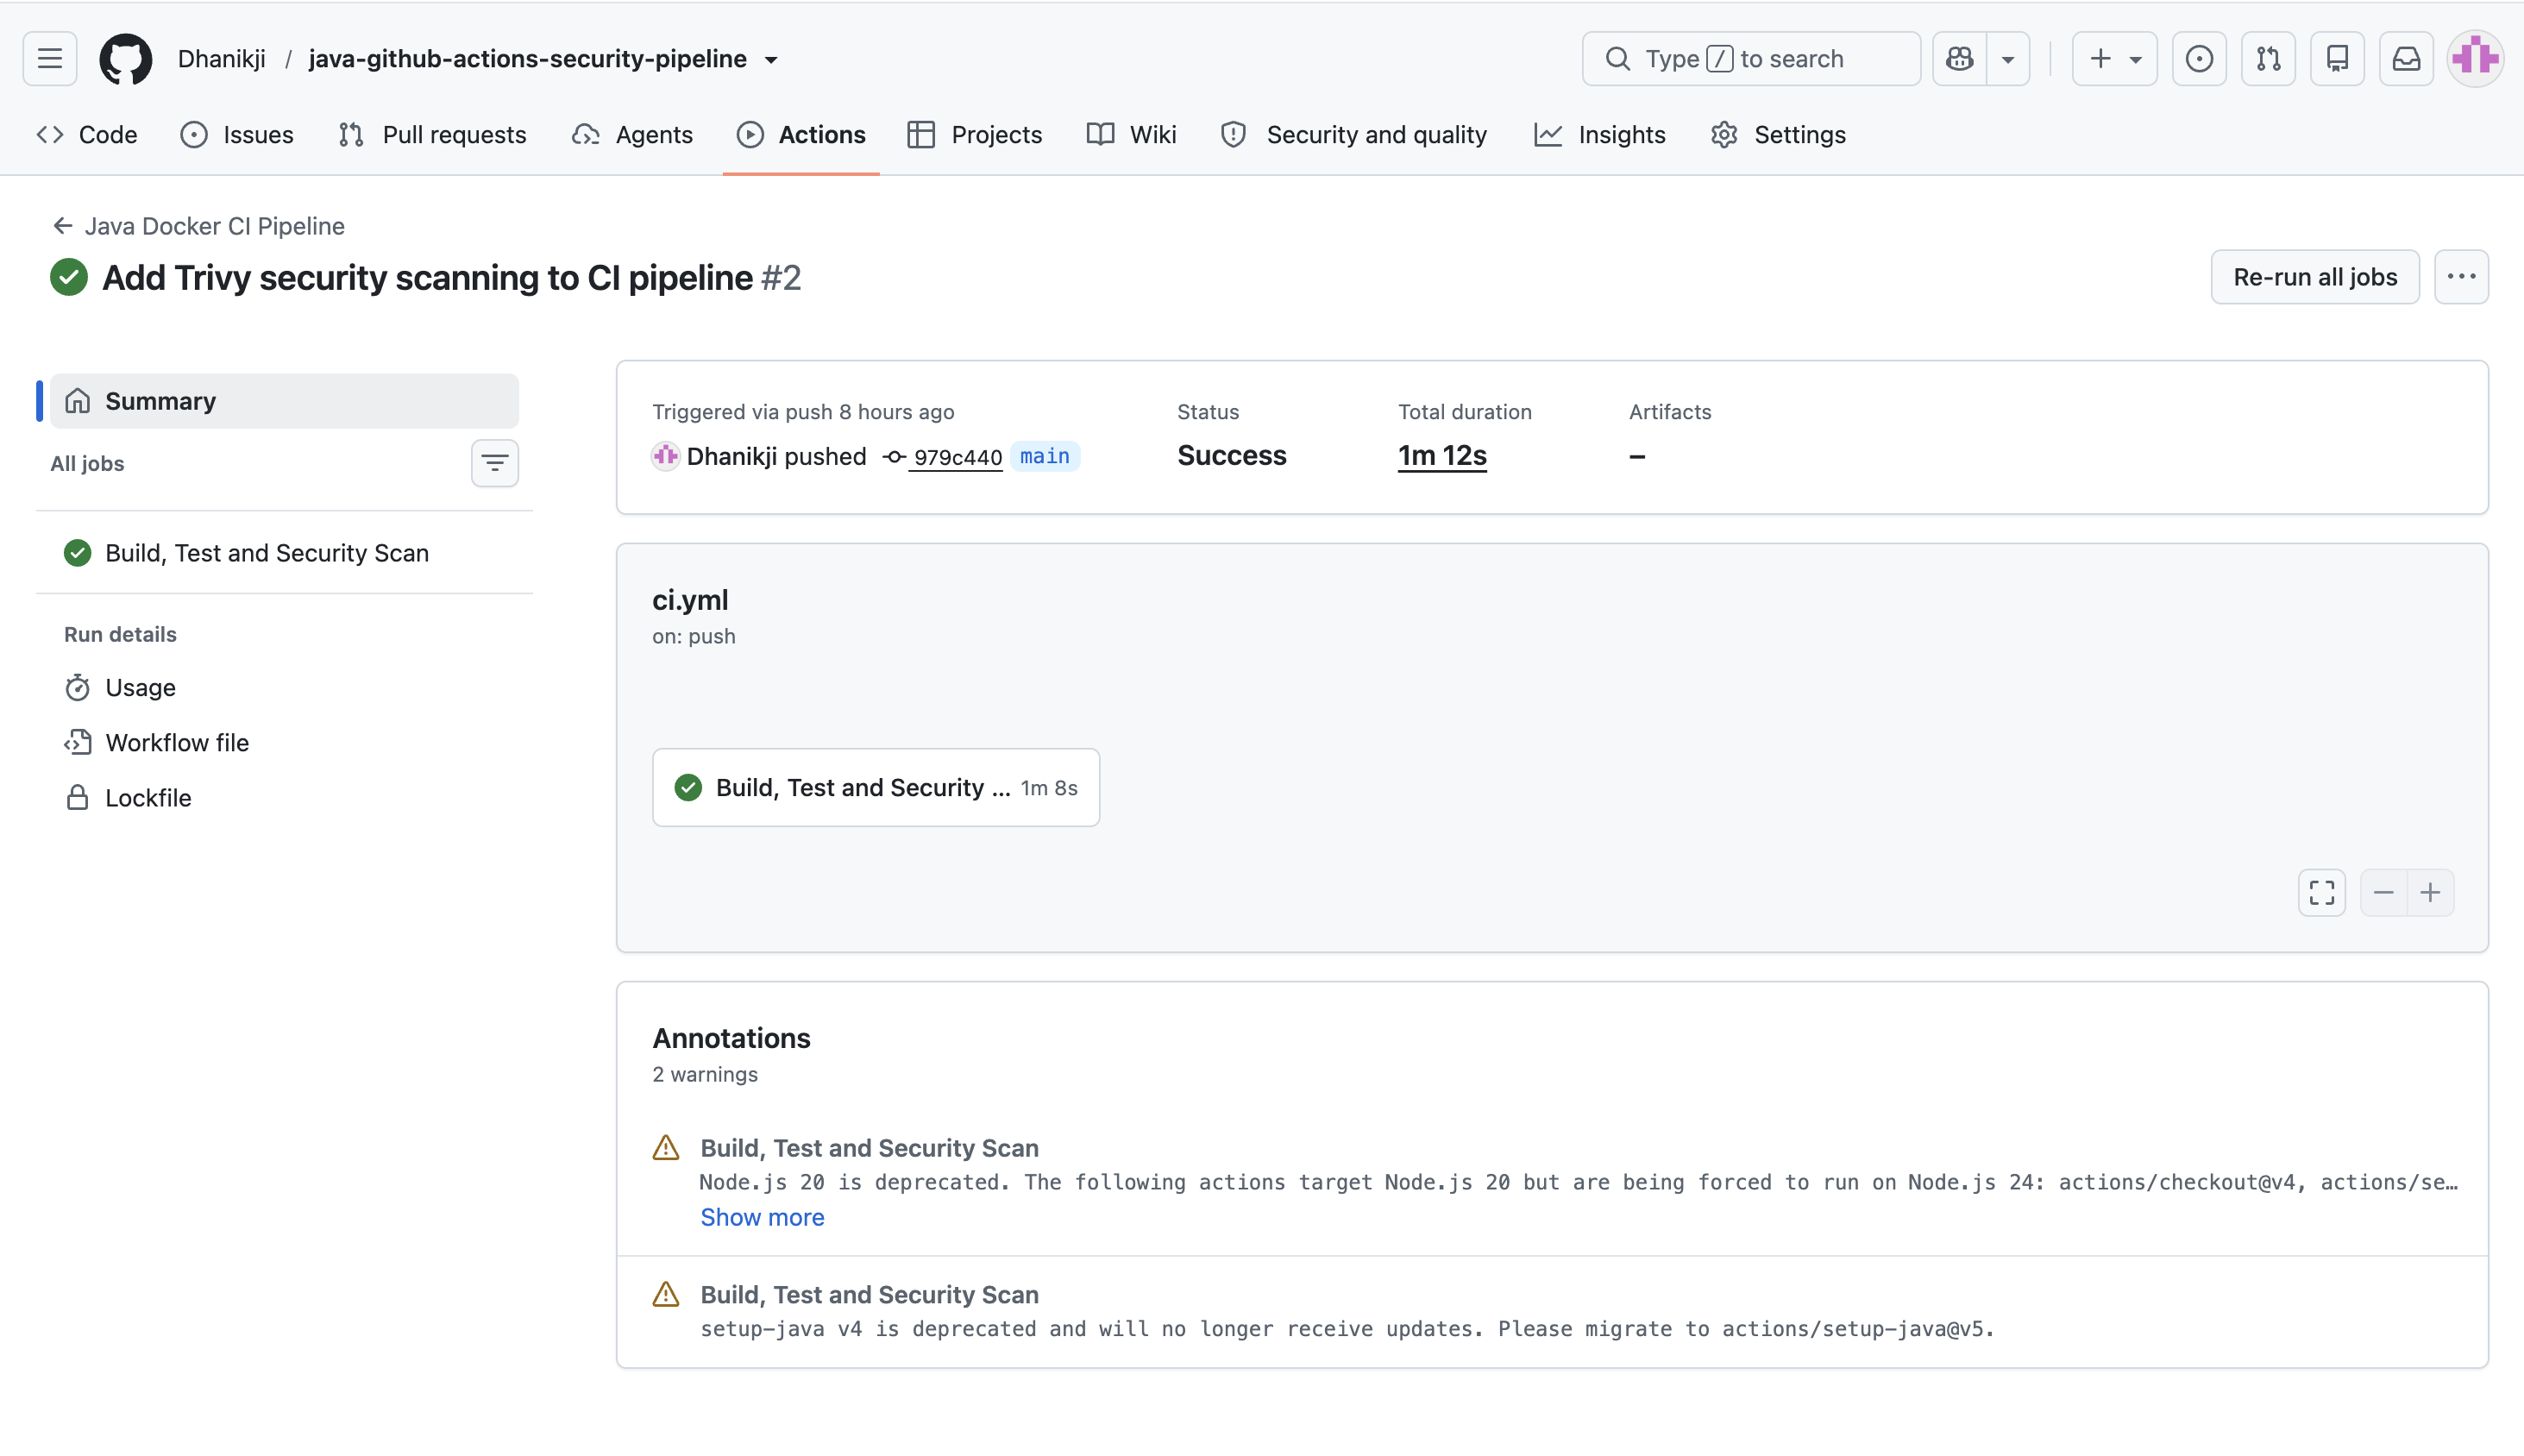 Dhanikji / java-github-actions-security-pipeline
Type / to search
Code
Issues
Pull requests
Agents
Actions
Projects
Wiki
Security and quality
Insights
Settings
Java Docker CI Pipeline
Add Trivy security scanning to CI pipeline #2
Re-run all jobs
Summary
All jobs
Build, Test and Security Scan
Run details
Usage
Workflow file
Lockfile
Triggered via push 8 hours ago
Dhanikji pushed 979c440 main
Status
Success
Total duration
1m 12s
Artifacts
–
ci.yml
on: push
Build, Test and Security ... 1m 8s
Annotations
2 warnings
Build, Test and Security Scan
Node.js 20 is deprecated. The following actions target Node.js 20 but are being forced to run on Node.js 24: actions/checkout@v4, actions/se…
Show more
Build, Test and Security Scan
setup-java v4 is deprecated and will no longer receive updates. Please migrate to actions/setup-java@v5.